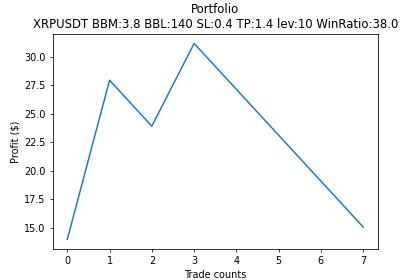 Portfolio
XRPUSDT BBM:3.8 BBL:140 SL:0.4 TP:1.4 lev:10 WinRatio:38.0
Profit ($)
30.0
27.5
25.0
22.5
20.0
17.5
15.0
0 1 2 3 4 5 6 7
Trade counts